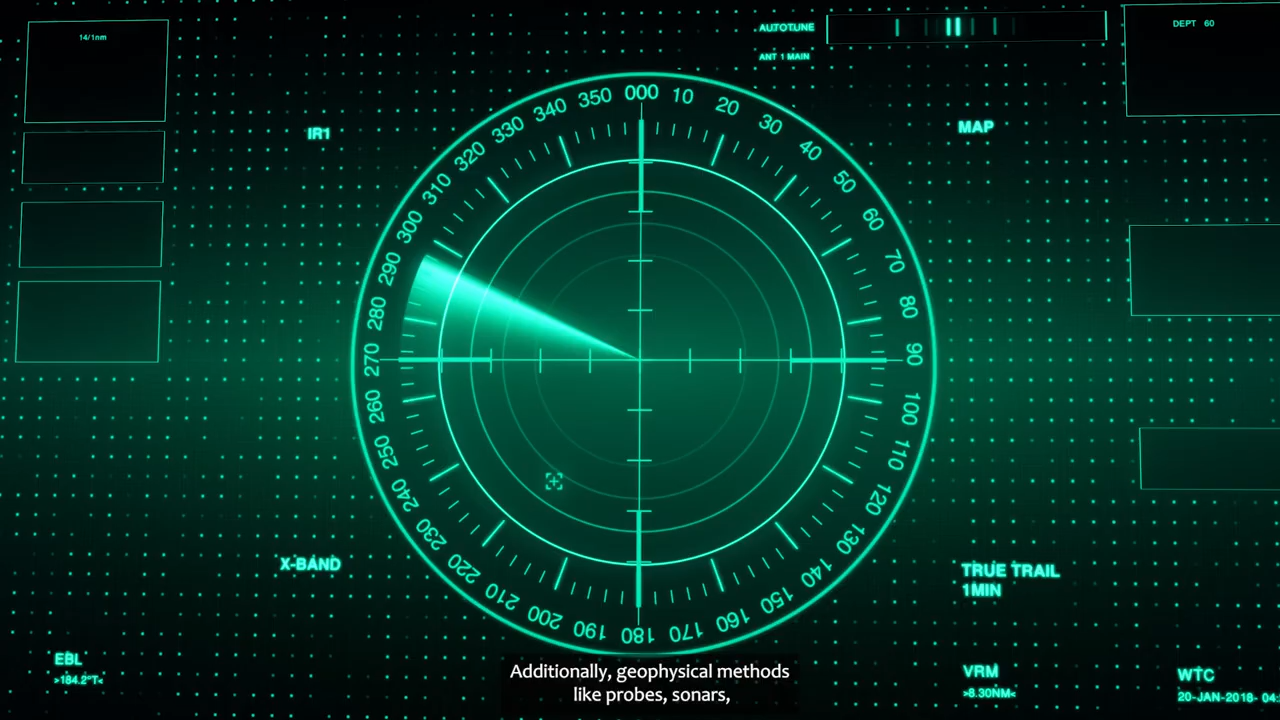 14/1nm
AUTOTUNE
ANT 1 MAIN
DEPT 60
IR1
MAP
000
10
20
30
40
50
60
70
80
90
100
110
120
130
140
150
160
170
180
190
200
210
220
230
240
250
260
270
280
290
300
310
320
330
340
350
X-BAND
TRUE TRAIL
1MIN
EBL
>184.2°T<
VRM
>8.30NM<
WTC
20-JAN-2018- 04:
Additionally, geophysical methods
like probes, sonars,